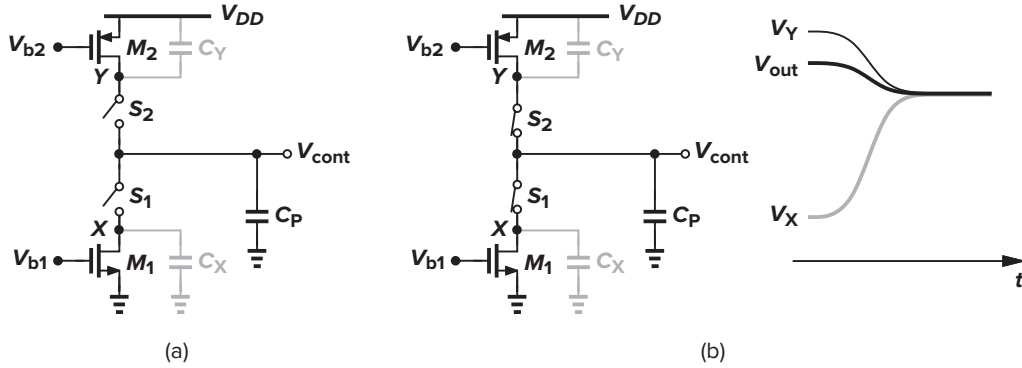 V_DD
V_b2
M_2
C_Y
Y
S_2
V_cont
S_1
C_P
X
V_b1
M_1
C_X
(a)
V_DD
V_b2
M_2
C_Y
Y
S_2
V_cont
S_1
C_P
X
V_b1
M_1
C_X
V_Y
V_out
V_X
t
(b)